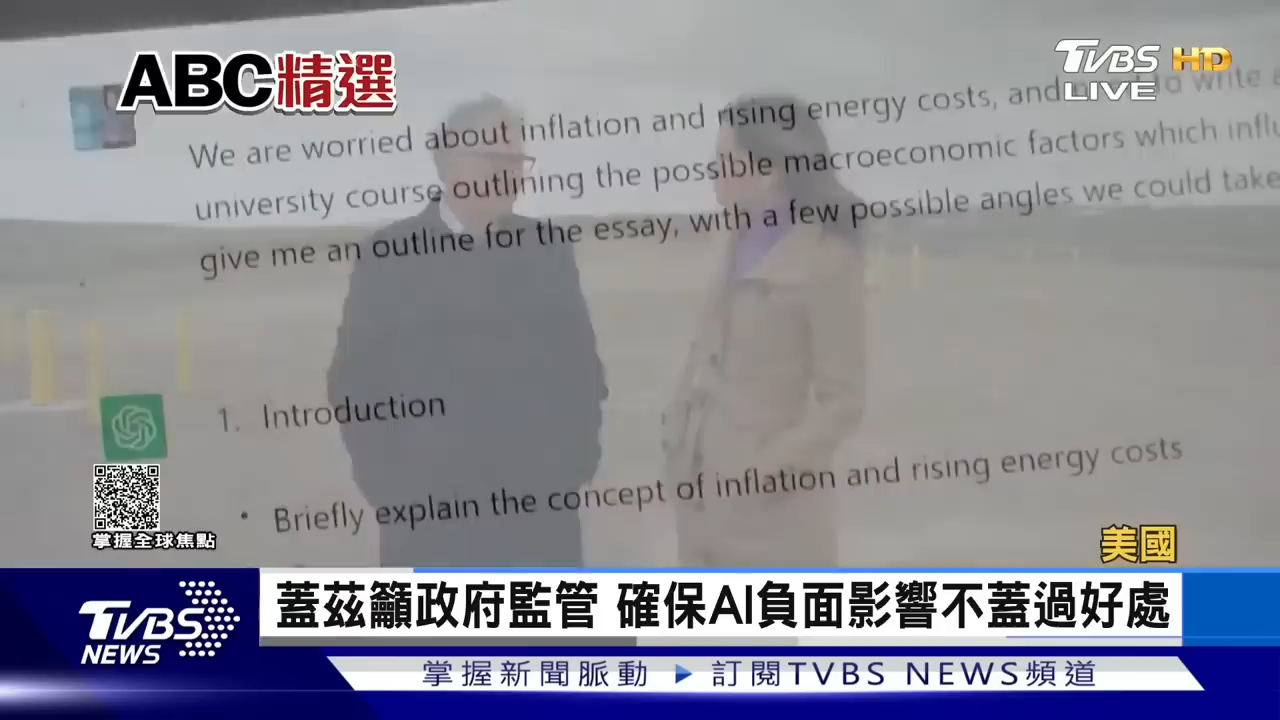 ABC精選
TVBS HD
LIVE
We are worried about inflation and rising energy costs, and to write
university course outlining the possible macroeconomic factors which
give me an outline for the essay, with a few possible angles we could take
1. Introduction
• Briefly explain the concept of inflation and rising energy costs
掌握全球焦點
美國
TVBS
NEWS
蓋茲籲政府監管 確保AI負面影響不蓋過好處
掌握新聞脈動 ▶ 訂閱TVBS NEWS頻道